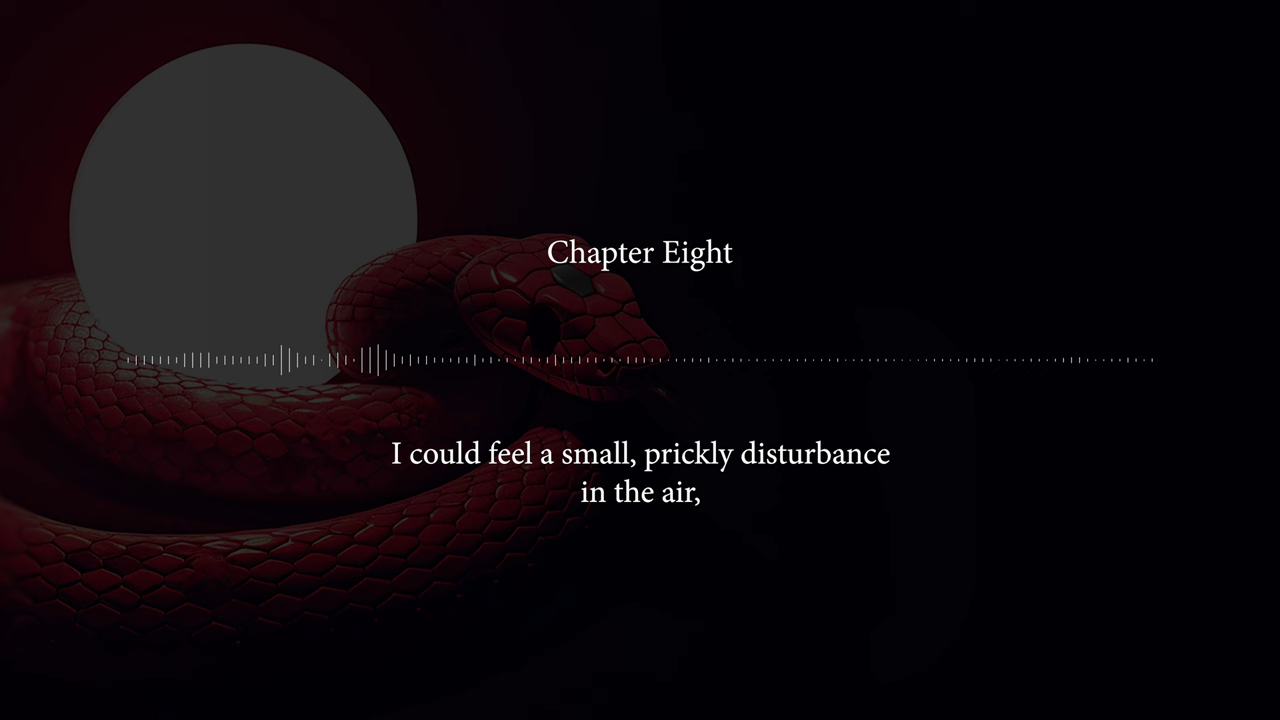 Chapter Eight
I could feel a small, prickly disturbance
in the air,